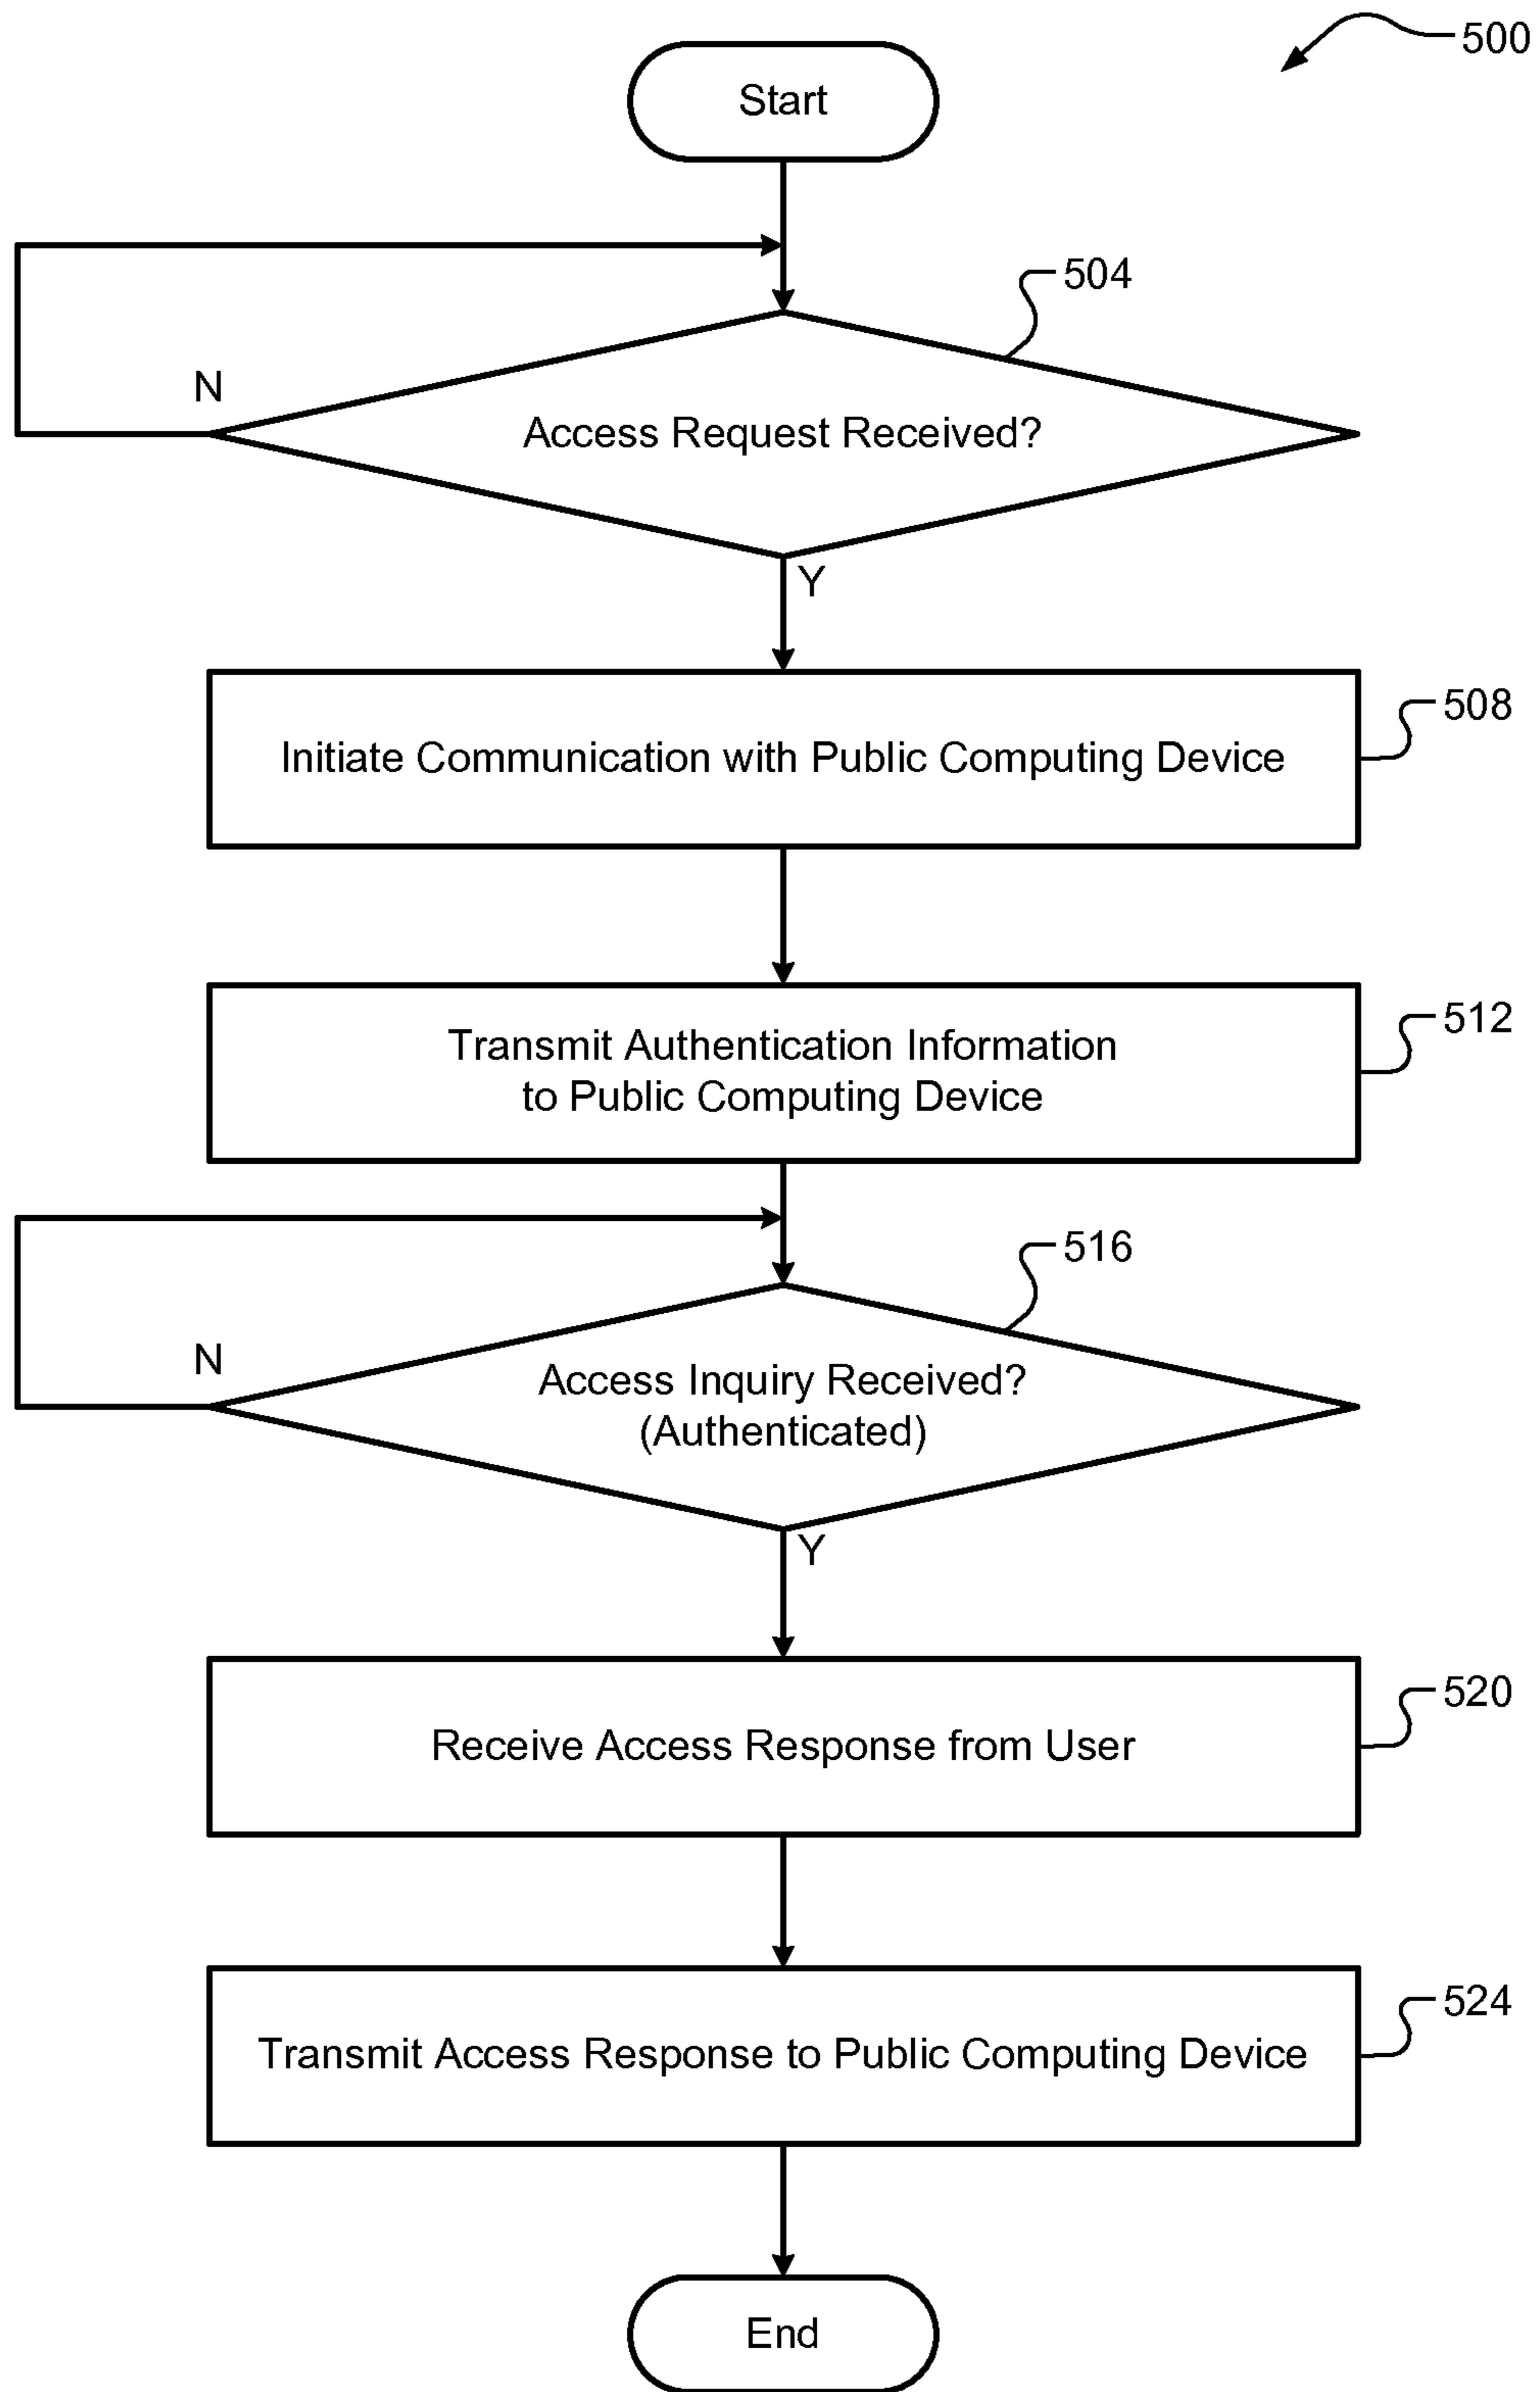 500
Start
504
N
Access Request Received?
Y
508
Initiate Communication with Public Computing Device
512
Transmit Authentication Information
to Public Computing Device
516
N
Access Inquiry Received?
(Authenticated)
Y
520
Receive Access Response from User
524
Transmit Access Response to Public Computing Device
End